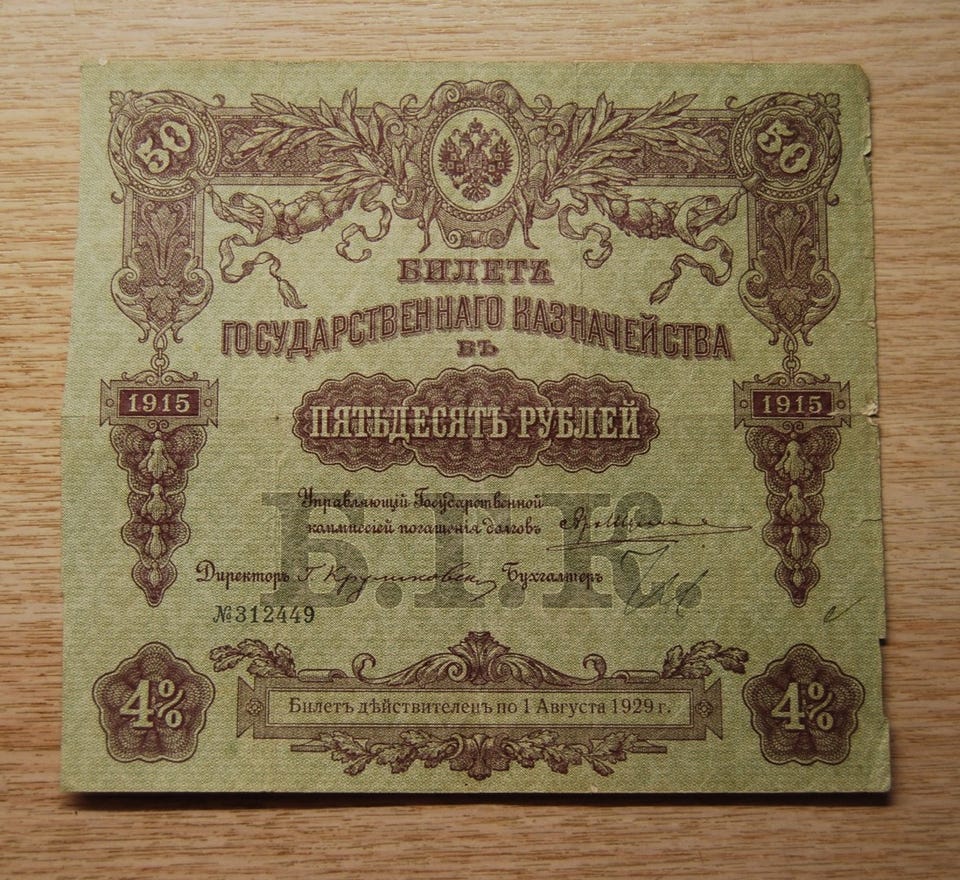 50 50
БИЛЕТЪ
ГОСУДАРСТВЕННАГО КАЗНАЧЕЙСТВА
ВЪ
1915 ПЯТЬДЕСЯТЪ РУБЛЕЙ 1915
Управляющій Государственной
коммиссіей погашенія долговъ
Б.Г.К.
Директоръ Бухгалтеръ
№312449
4% Билетъ дѣйствителенъ по 1 Августа 1929 г. 4%